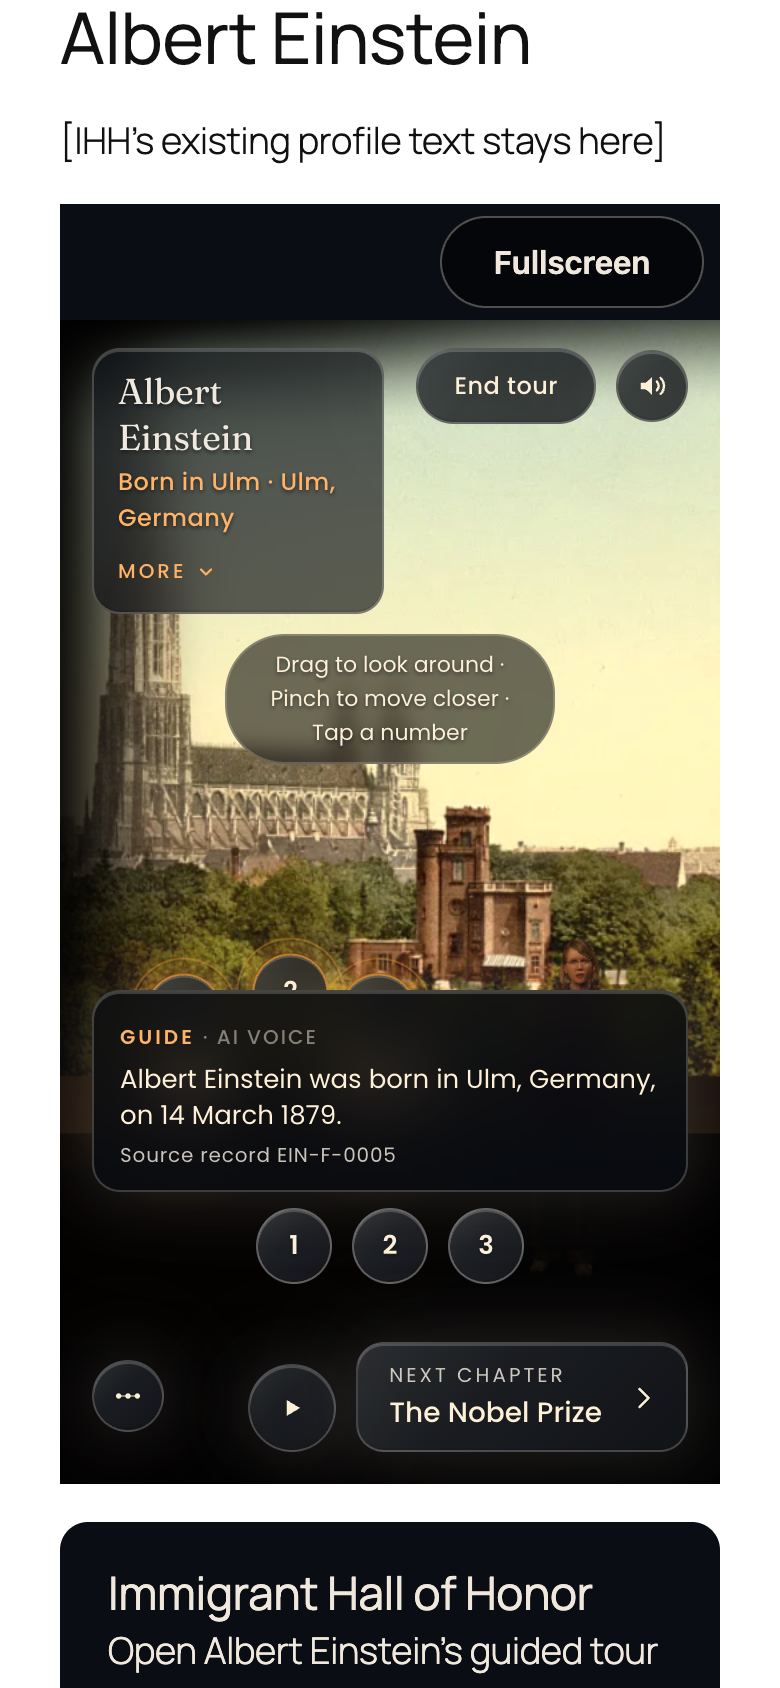 Albert Einstein
[IHH's existing profile text stays here]
Fullscreen
Albert
Einstein
Born in Ulm · Ulm,
Germany
MORE
End tour
Drag to look around ·
Pinch to move closer ·
Tap a number
2
GUIDE · AI VOICE
Albert Einstein was born in Ulm, Germany,
on 14 March 1879.
Source record EIN-F-0005
1 2 3
NEXT CHAPTER
The Nobel Prize
Immigrant Hall of Honor
Open Albert Einstein's guided tour